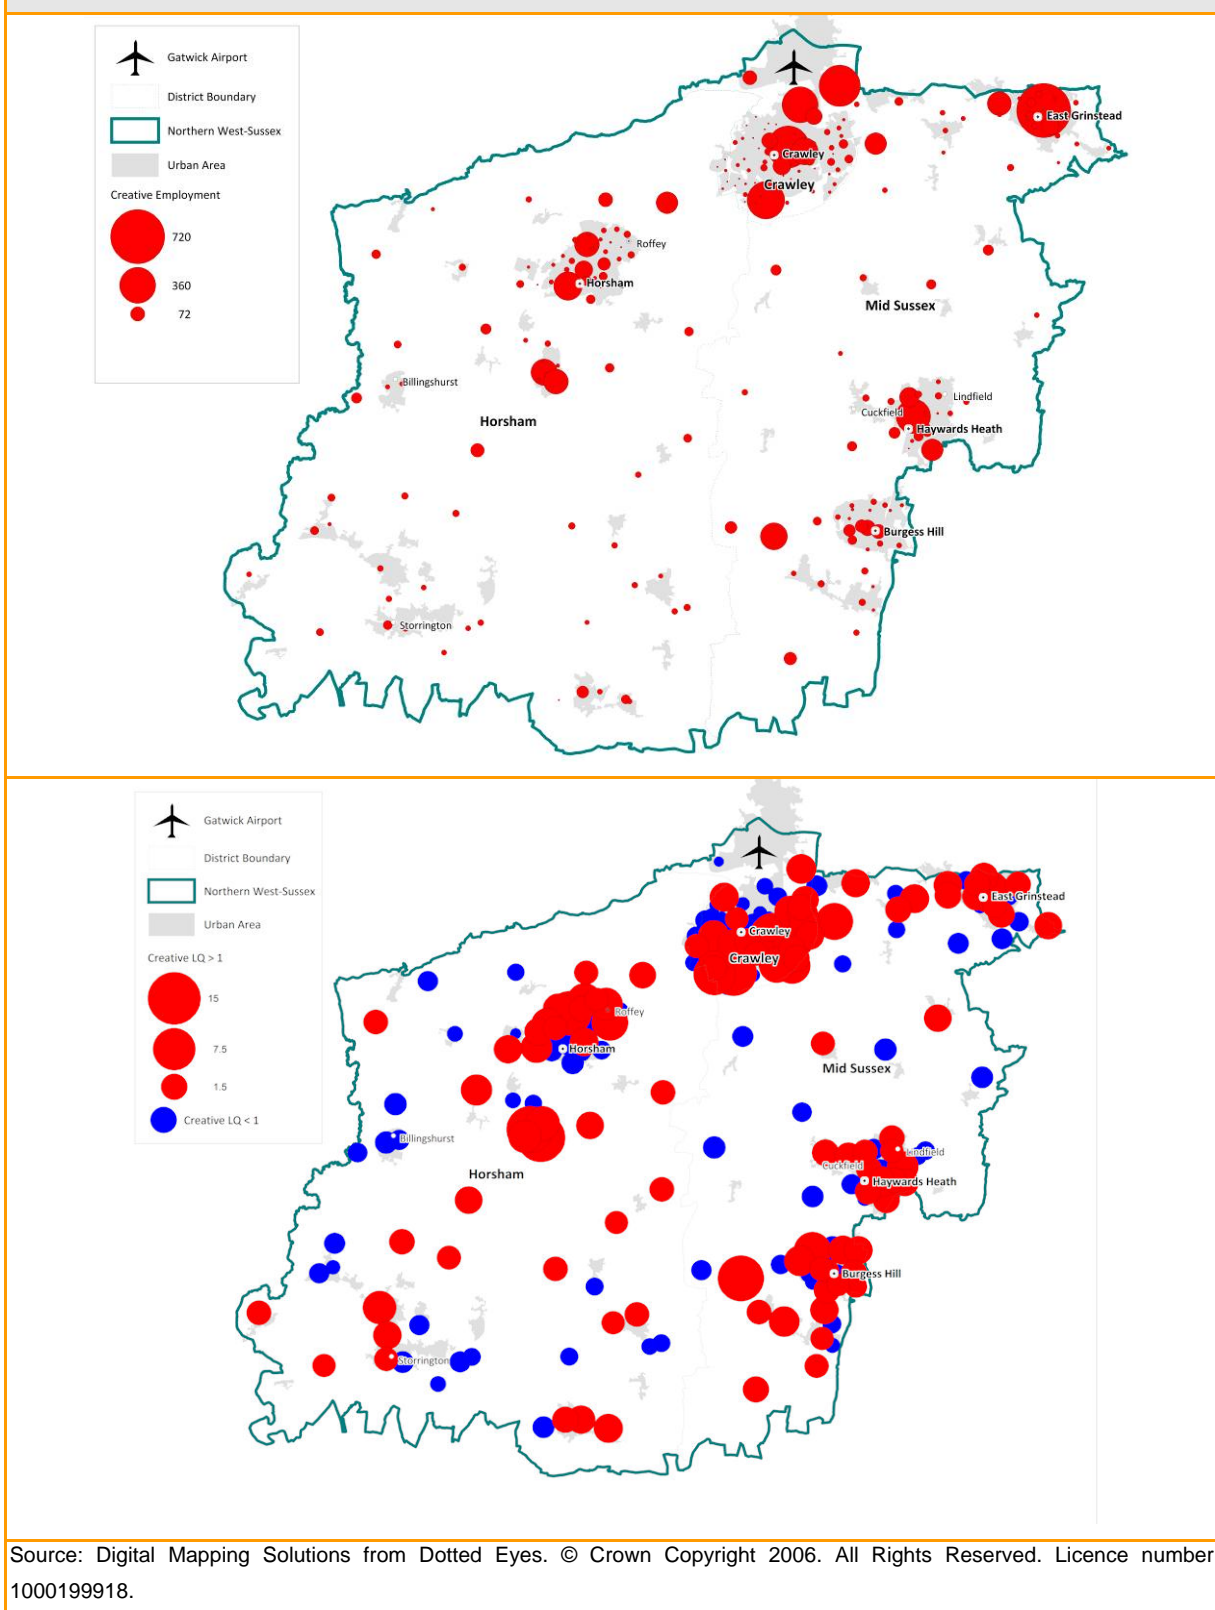 Gatwick Airport
District Boundary
Northern West-Sussex
Urban Area
Creative Employment
720
360
72
East Grinstead
Crawley
Crawley
Roffey
Horsham
Mid Sussex
Billingshurst
Lindfield
Cuckfield
Horsham
Haywards Heath
Burgess Hill
Storrington
Gatwick Airport
District Boundary
Northern West-Sussex
Urban Area
Creative LQ > 1
15
7.5
1.5
Creative LQ < 1
East Grinstead
Crawley
Crawley
Roffey
Horsham
Mid Sussex
Billingshurst
Lindfield
Cuckfield
Horsham
Haywards Heath
Burgess Hill
Storrington
Source: Digital Mapping Solutions from Dotted Eyes. © Crown Copyright 2006. All Rights Reserved. Licence number
1000199918.